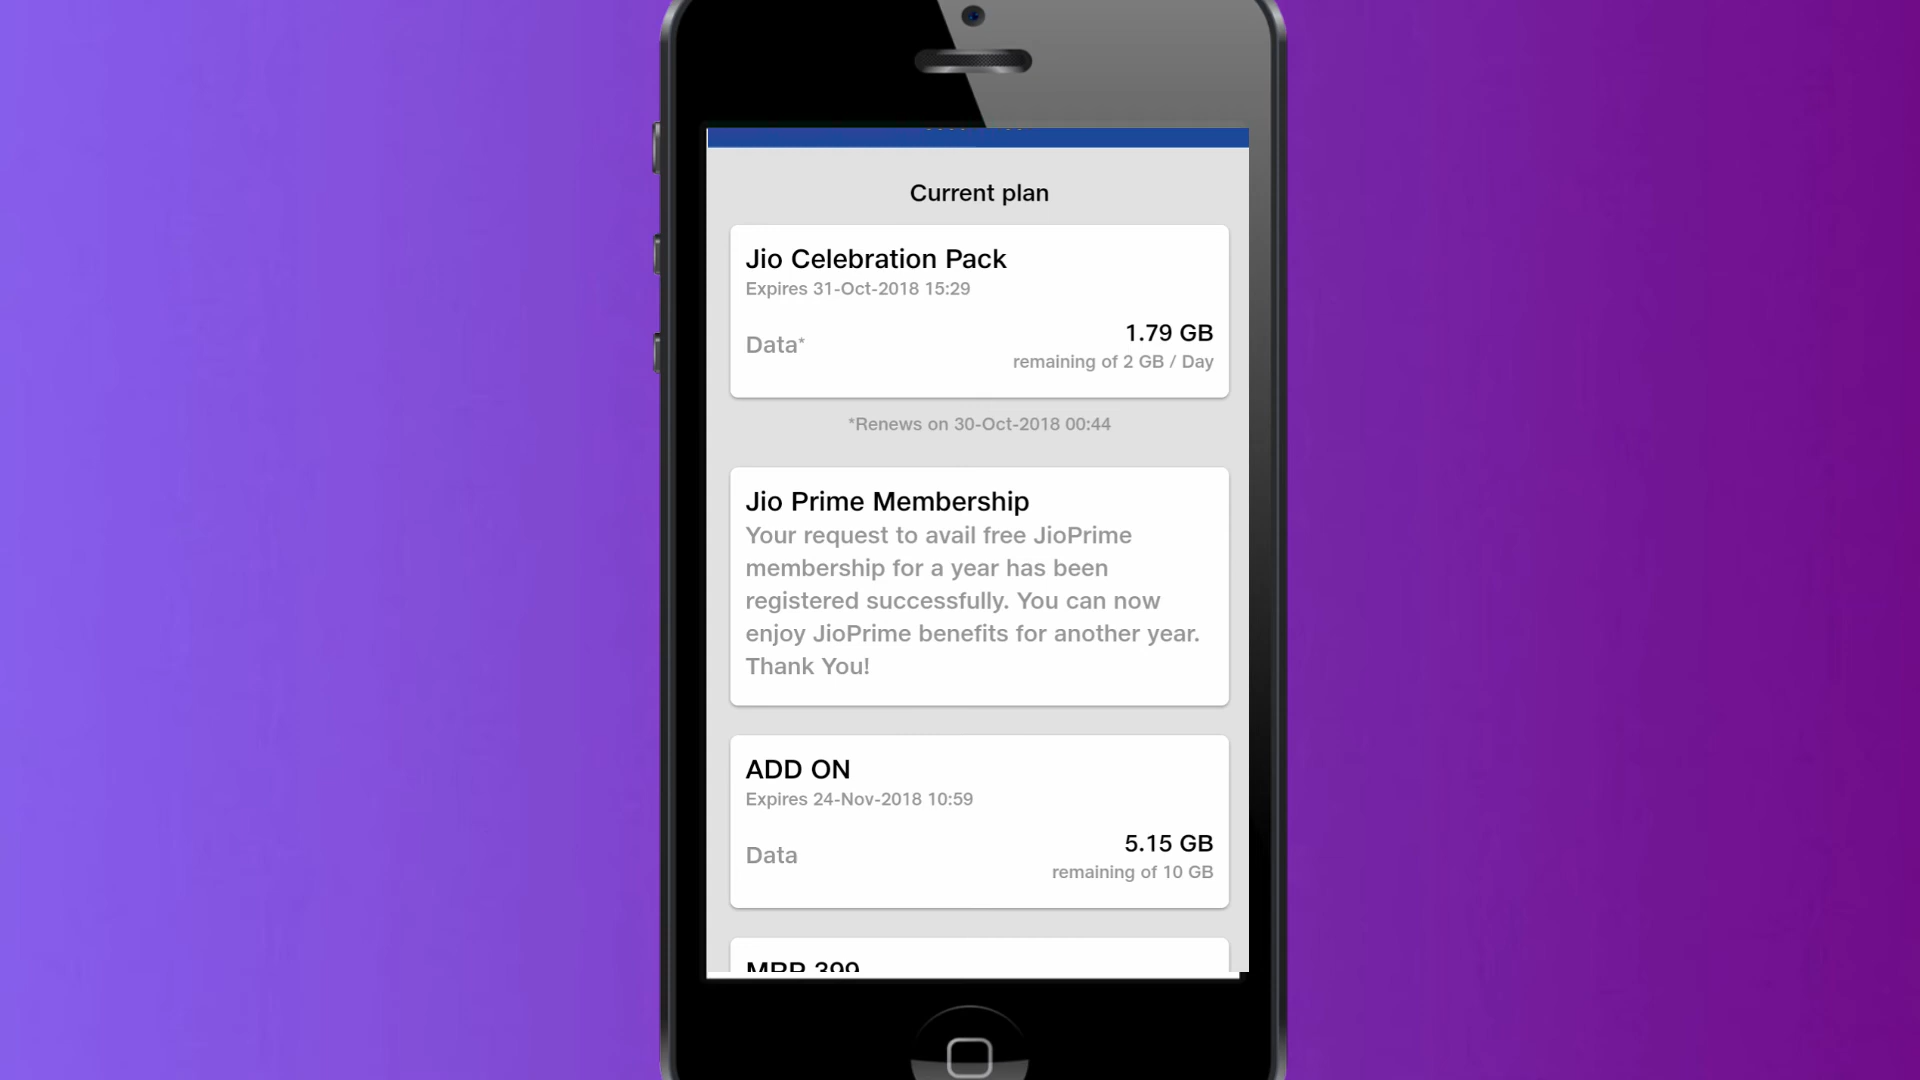 Current plan
Jio Celebration Pack
Expires 31-Oct-2018 15:29
1.79 GB
Data*
remaining of 2 GB / Day
*Renews on 30-Oct-2018 00:44
Jio Prime Membership
Your request to avail free JioPrime
membership for a year has been
registered successfully. You can now
enjoy JioPrime benefits for another year.
Thank You!
ADD ON
Expires 24-Nov-2018 10:59
5.15 GB
Data
remaining of 10 GB
MRP 399